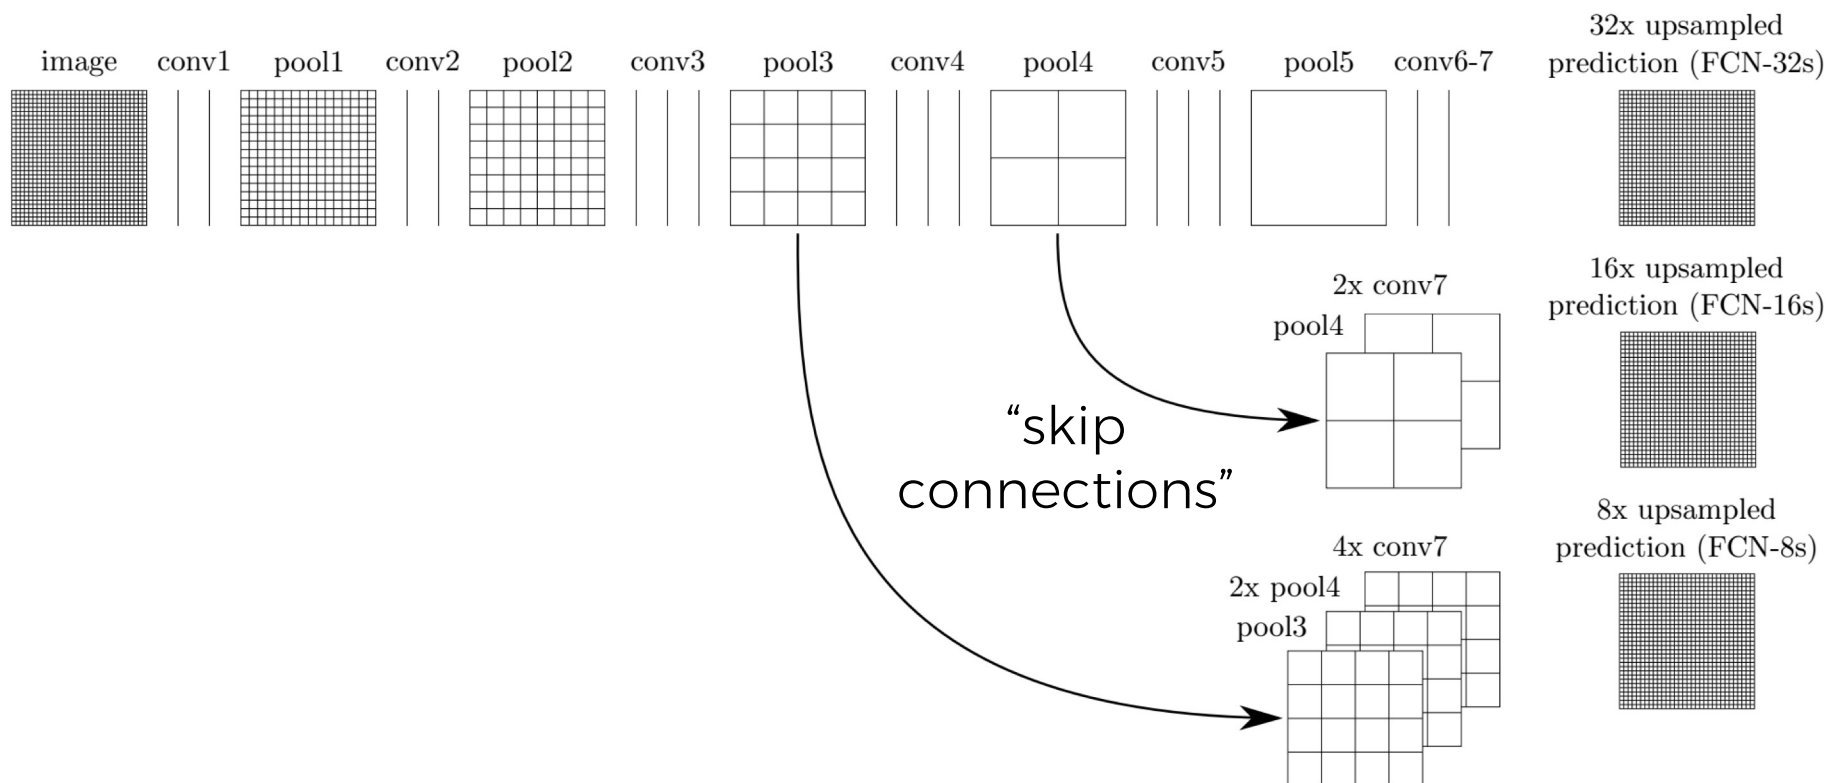 image conv1 pool1 conv2 pool2 conv3 pool3 conv4 pool4 conv5 pool5 conv6-7
32x upsampled
prediction (FCN-32s)
2x conv7
pool4
16x upsampled
prediction (FCN-16s)
“skip
connections”
4x conv7
2x pool4
pool3
8x upsampled
prediction (FCN-8s)